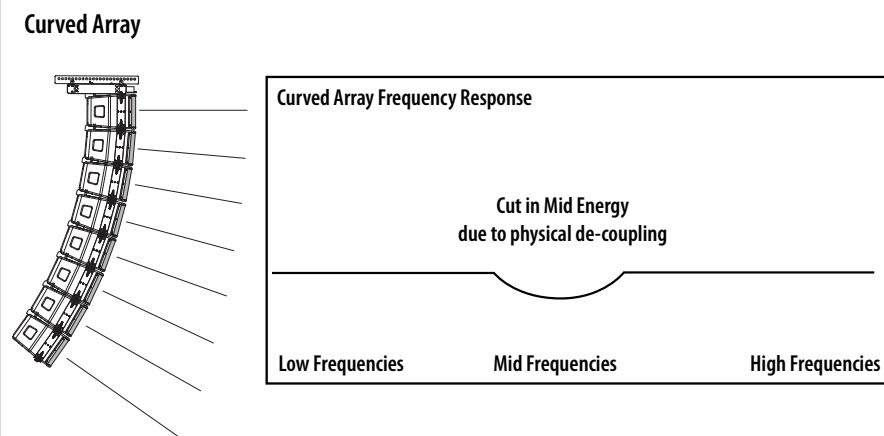 Curved Array
Curved Array Frequency Response
Cut in Mid Energy
due to physical de-coupling
Low Frequencies
Mid Frequencies
High Frequencies